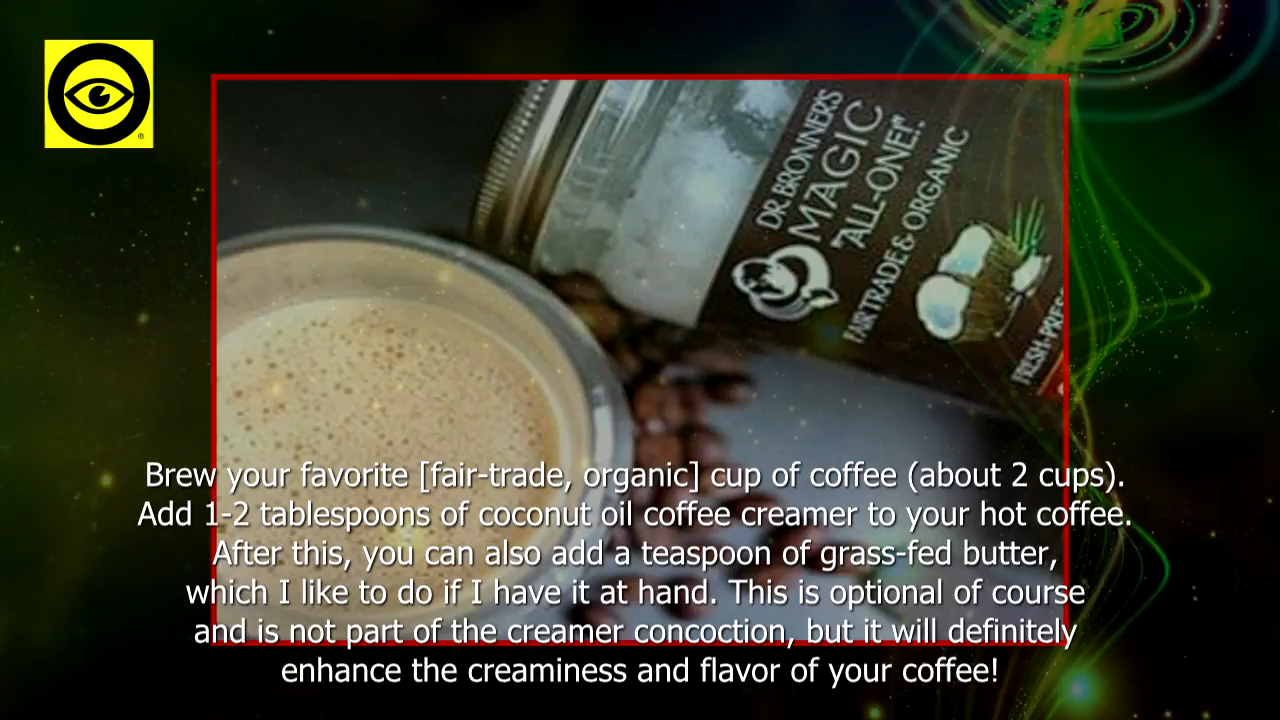 ®
DR. BRONNER'S
MAGIC
"ALL-ONE!"
FAIR TRADE & ORGANIC
Brew your favorite [fair-trade, organic] cup of coffee (about 2 cups).
Add 1-2 tablespoons of coconut oil coffee creamer to your hot coffee.
After this, you can also add a teaspoon of grass-fed butter,
which I like to do if I have it at hand. This is optional of course
and is not part of the creamer concoction, but it will definitely
enhance the creaminess and flavor of your coffee!